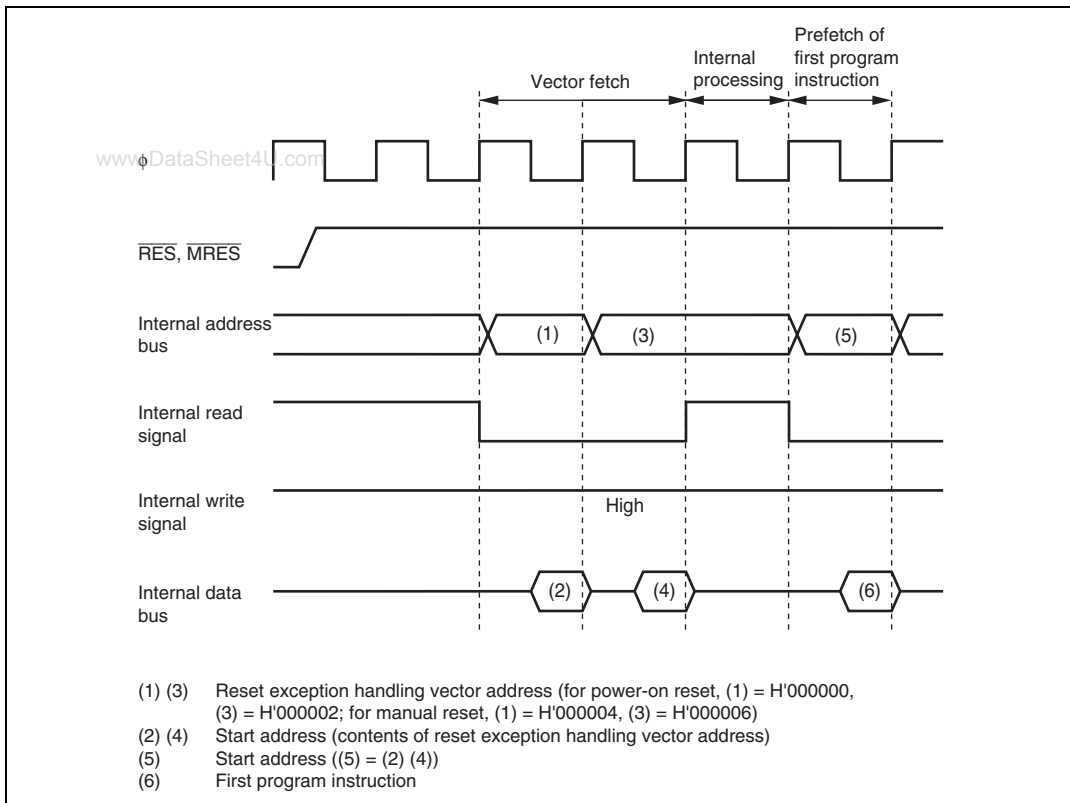 Prefetch of
first program
instruction
Internal
processing
Vector fetch
www.DataSheet4U.com
ϕ
RES, MRES
Internal address
bus
(1)
(3)
(5)
Internal read
signal
Internal write
signal
High
Internal data
bus
(2)
(4)
(6)
(1) (3) Reset exception handling vector address (for power-on reset, (1) = H'000000,
(3) = H'000002; for manual reset, (1) = H'000004, (3) = H'000006)
(2) (4) Start address (contents of reset exception handling vector address)
(5) Start address ((5) = (2) (4))
(6) First program instruction